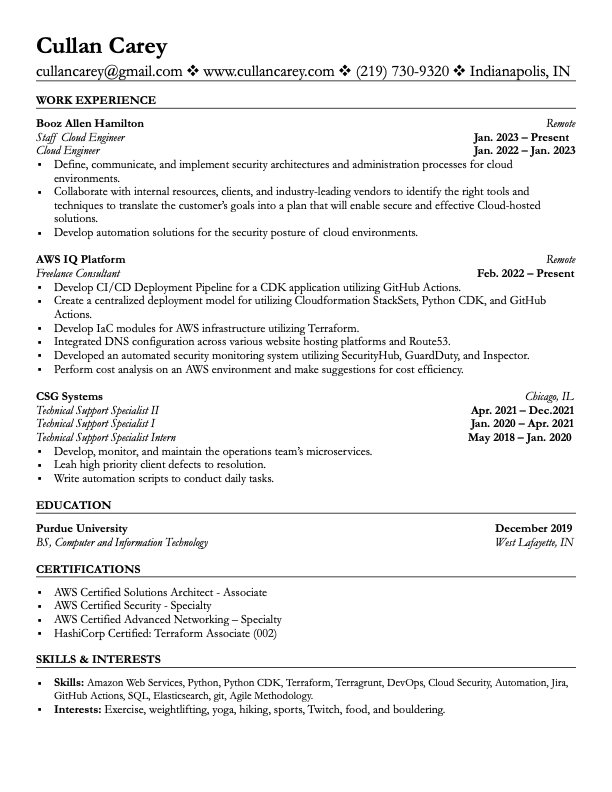 Cullan Carey
cullancarey@gmail.com ❖ www.cullancarey.com ❖ (219) 730-9320 ❖ Indianapolis, IN
WORK EXPERIENCE
Booz Allen Hamilton Remote
Staff Cloud Engineer Jan. 2023 – Present
Cloud Engineer Jan. 2022 – Jan. 2023
▪ Define, communicate, and implement security architectures and administration processes for cloud
environments.
▪ Collaborate with internal resources, clients, and industry-leading vendors to identify the right tools and
techniques to translate the customer's goals into a plan that will enable secure and effective Cloud-hosted
solutions.
▪ Develop automation solutions for the security posture of cloud environments.
AWS IQ Platform Remote
Freelance Consultant Feb. 2022 – Present
▪ Develop CI/CD Deployment Pipeline for a CDK application utilizing GitHub Actions.
▪ Create a centralized deployment model for utilizing Cloudformation StackSets, Python CDK, and GitHub
Actions.
▪ Develop IaC modules for AWS infrastructure utilizing Terraform.
▪ Integrated DNS configuration across various website hosting platforms and Route53.
▪ Developed an automated security monitoring system utilizing SecurityHub, GuardDuty, and Inspector.
▪ Perform cost analysis on an AWS environment and make suggestions for cost efficiency.
CSG Systems Chicago, IL
Technical Support Specialist II Apr. 2021 – Dec.2021
Technical Support Specialist I Jan. 2020 – Apr. 2021
Technical Support Specialist Intern May 2018 – Jan. 2020
▪ Develop, monitor, and maintain the operations team's microservices.
▪ Leah high priority client defects to resolution.
▪ Write automation scripts to conduct daily tasks.
EDUCATION
Purdue University December 2019
BS, Computer and Information Technology West Lafayette, IN
CERTIFICATIONS
▪ AWS Certified Solutions Architect - Associate
▪ AWS Certified Security - Specialty
▪ AWS Certified Advanced Networking – Specialty
▪ HashiCorp Certified: Terraform Associate (002)
SKILLS & INTERESTS
▪ Skills: Amazon Web Services, Python, Python CDK, Terraform, Terragrunt, DevOps, Cloud Security, Automation, Jira,
GitHub Actions, SQL, Elasticsearch, git, Agile Methodology.
▪ Interests: Exercise, weightlifting, yoga, hiking, sports, Twitch, food, and bouldering.